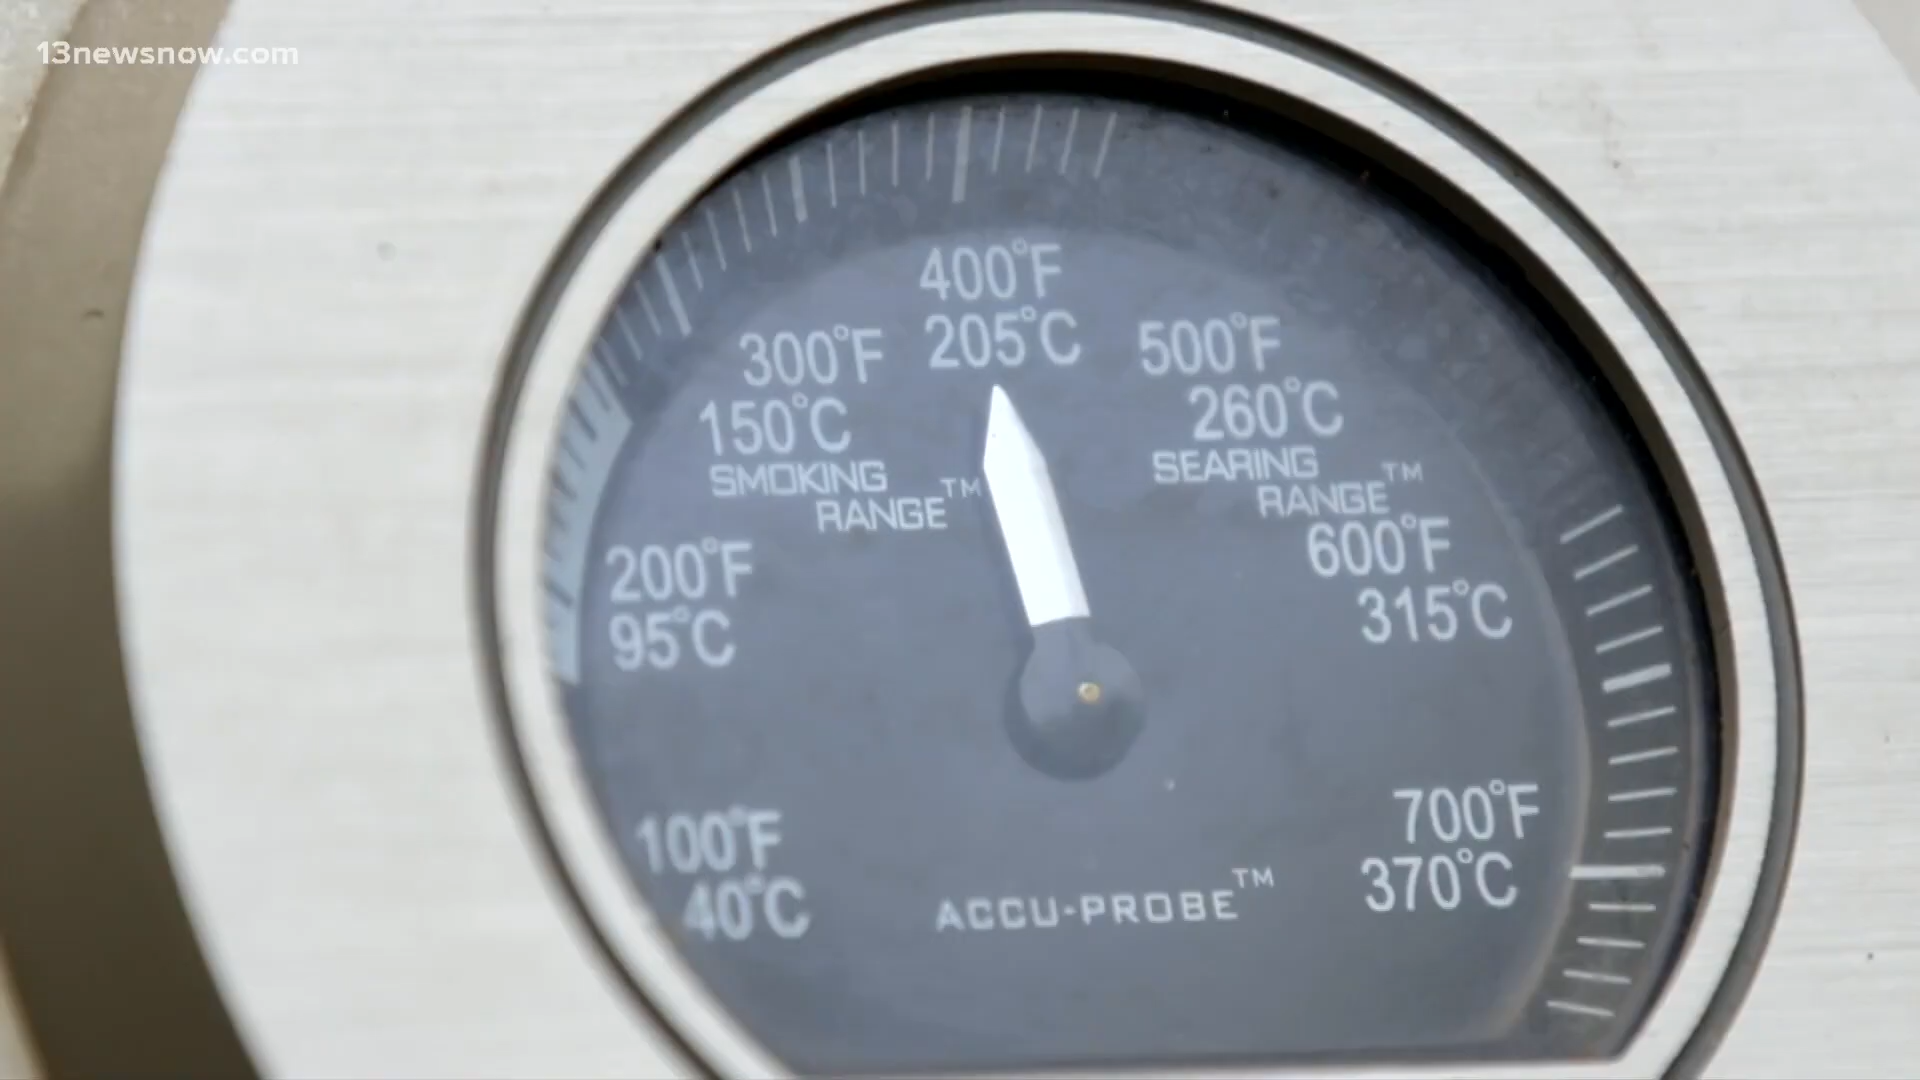 13newsnow.com
400°F
205°C
300°F
150°C
500°F
260°C
SMOKING
RANGE™
SEARING
RANGE™
200°F
95°C
600°F
315°C
100°F
40°C
700°F
370°C
ACCU-PROBE™